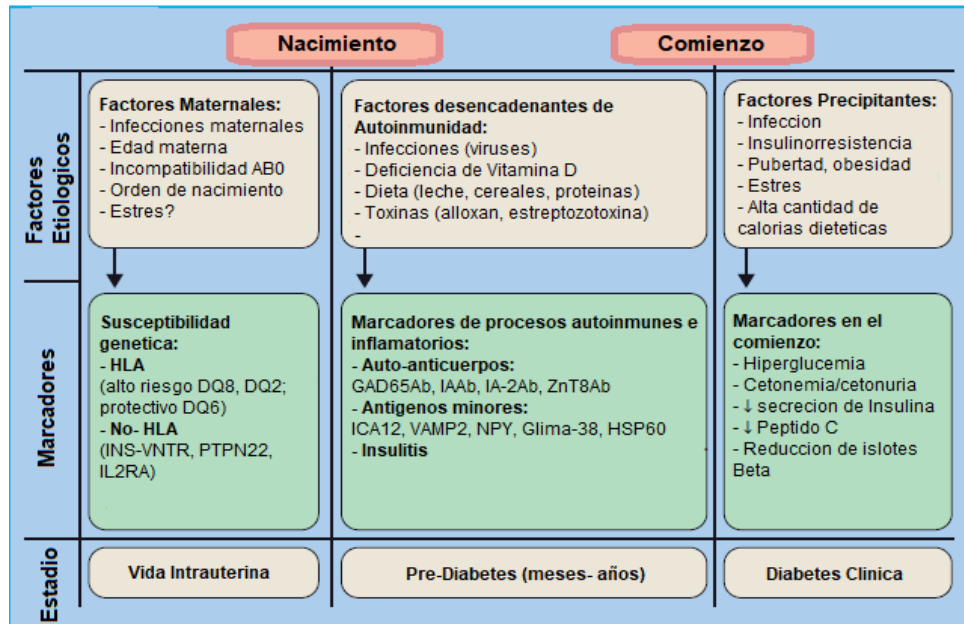 Nacimiento
Comienzo
Factores
Etiologicos
Factores Maternales:
- Infecciones maternales
- Edad materna
- Incompatibilidad AB0
- Orden de nacimiento
- Estres?
Factores desencadenantes de
Autoinmunidad:
- Infecciones (viruses)
- Deficiencia de Vitamina D
- Dieta (leche, cereales, proteinas)
- Toxinas (alloxan, estreptozotoxina)
-
Factores Precipitantes:
- Infeccion
- Insulinorresistencia
- Pubertad, obesidad
- Estres
- Alta cantidad de
calorias dieteticas
Marcadores
Susceptibilidad
genetica:
- HLA
(alto riesgo DQ8, DQ2;
protectivo DQ6)
- No- HLA
(INS-VNTR, PTPN22,
IL2RA)
Marcadores de procesos autoinmunes e
inflamatorios:
- Auto-anticuerpos:
GAD65Ab, IAAb, IA-2Ab, ZnT8Ab
- Antigenos minores:
ICA12, VAMP2, NPY, Glima-38, HSP60
- Insulitis
Marcadores en el
comienzo:
- Hiperglucemia
- Cetonemia/cetonuria
- ↓ secrecion de Insulina
- ↓ Peptido C
- Reduccion de islotes
Beta
Estadio
Vida Intrauterina
Pre-Diabetes (meses- años)
Diabetes Clinica